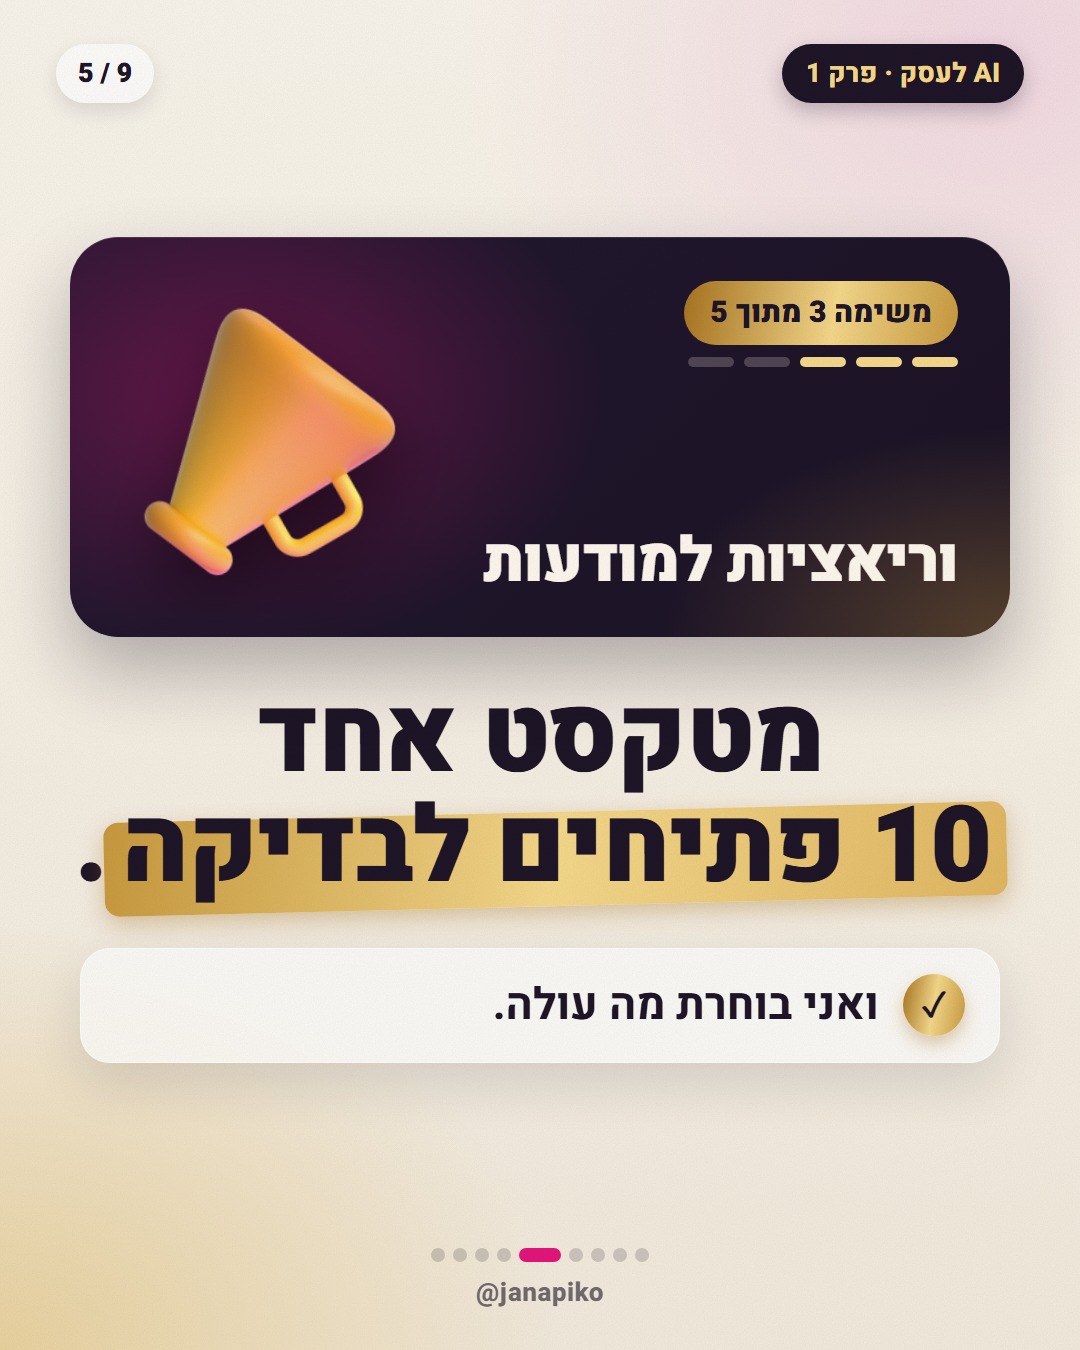 AI לעסק · פרק 1
5 / 9
משימה 3 מתוך 5
וריאציות למודעות
מטקסט אחד
10 פתיחים לבדיקה.
✓ ואני בוחרת מה עולה.
@janapiko